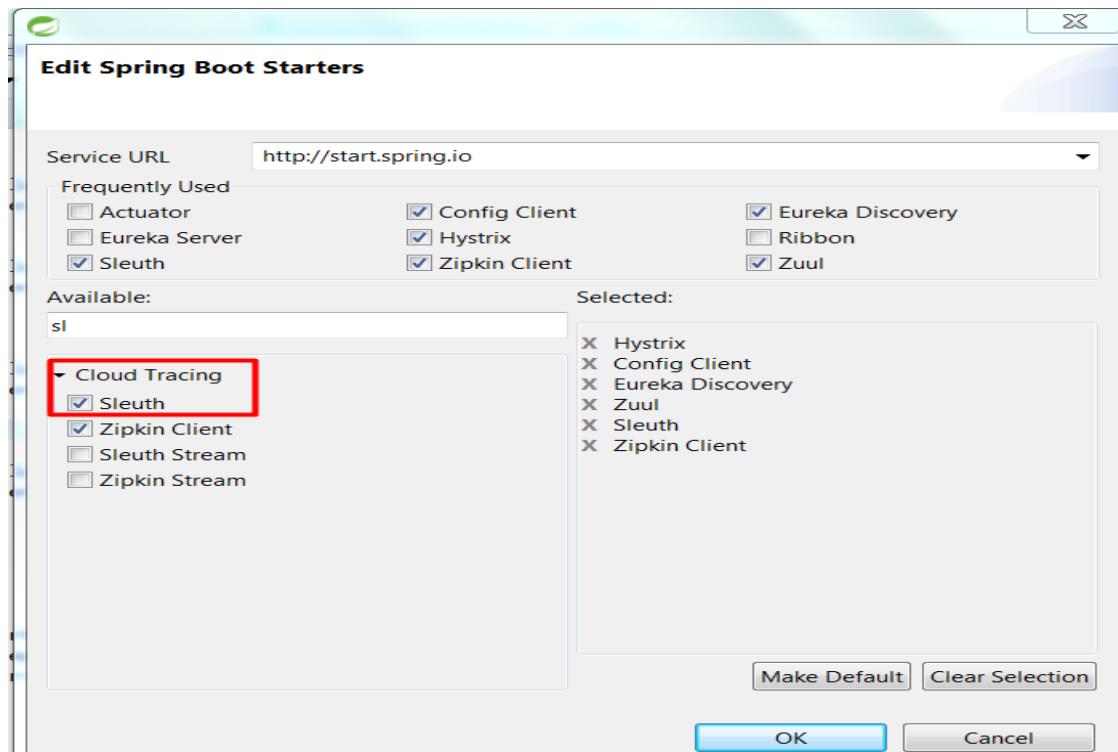 Edit Spring Boot Starters
Service URL http://start.spring.io
Frequently Used
Actuator Config Client Eureka Discovery
Eureka Server Hystrix Ribbon
Sleuth Zipkin Client Zuul
Available: Selected:
sl
Cloud Tracing
Sleuth
Zipkin Client
Sleuth Stream
Zipkin Stream
X Hystrix
X Config Client
X Eureka Discovery
X Zuul
X Sleuth
X Zipkin Client
Make Default Clear Selection
OK Cancel